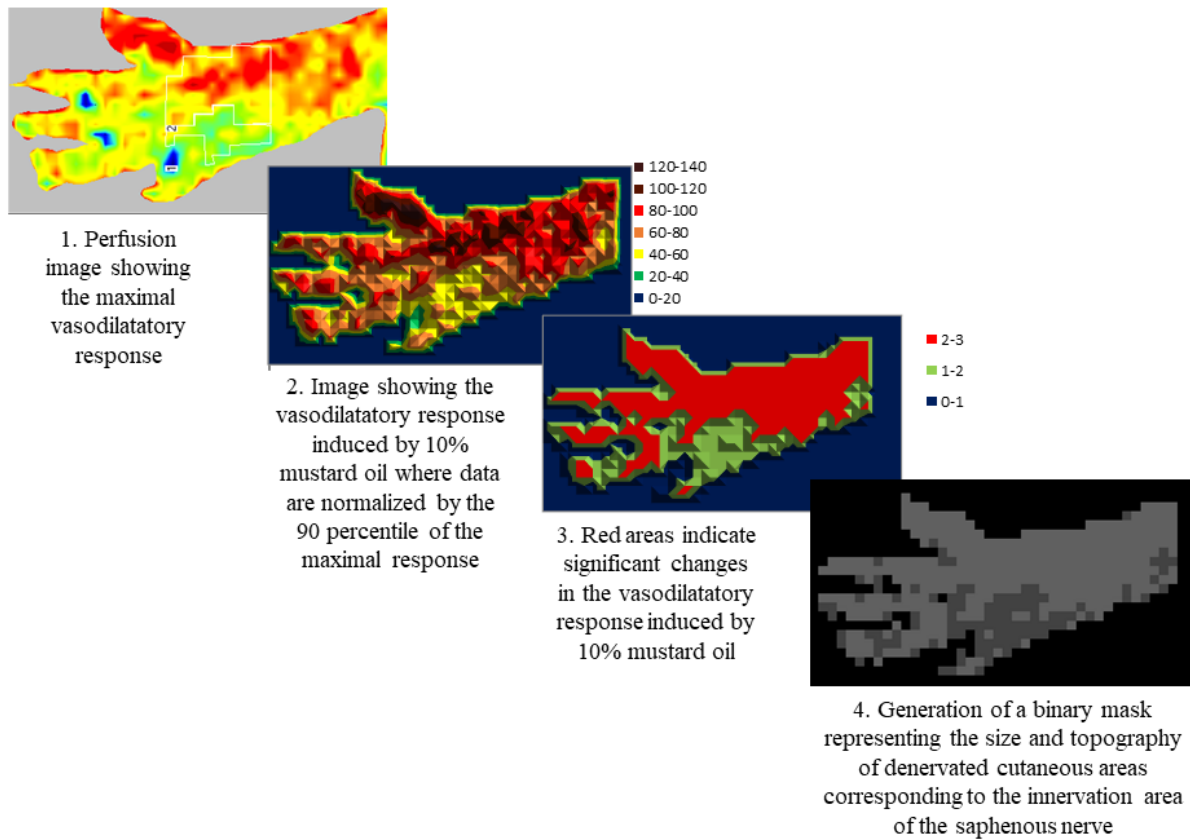 2
1
1. Perfusion
image showing
the maximal
vasodilatatory
response
120-140
100-120
80-100
60-80
40-60
20-40
0-20
2. Image showing the
vasodilatatory response
induced by 10%
mustard oil where data
are normalized by the
90 percentile of the
maximal response
2-3
1-2
0-1
3. Red areas indicate
significant changes
in the vasodilatatory
response induced by
10% mustard oil
4. Generation of a binary mask
representing the size and topography
of denervated cutaneous areas
corresponding to the innervation area
of the saphenous nerve